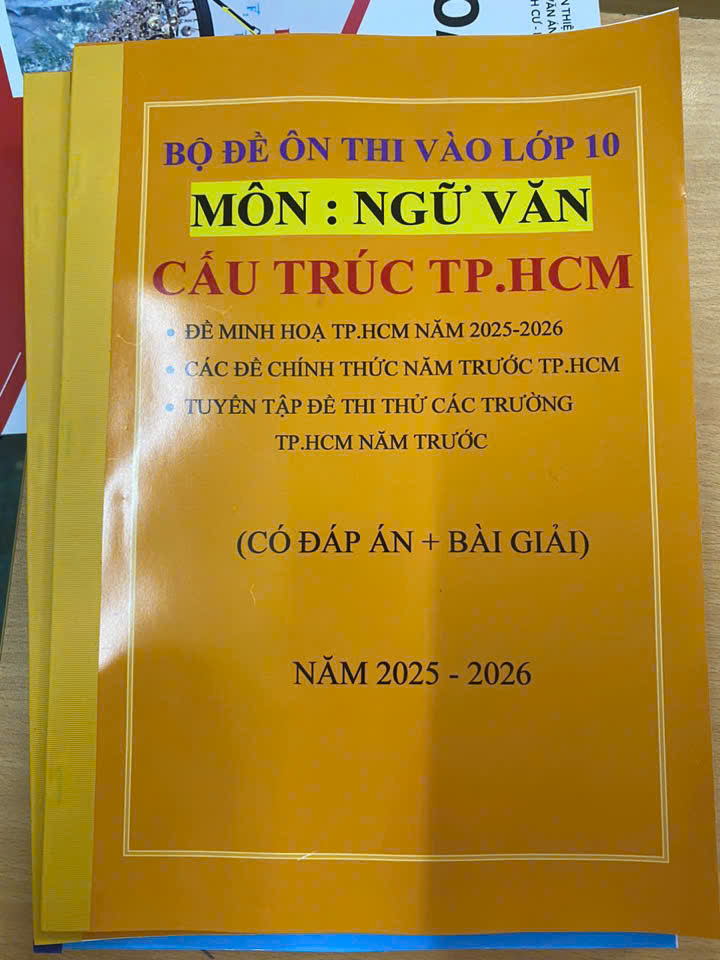 BỘ ĐỀ ÔN THI VÀO LỚP 10
MÔN : NGỮ VĂN
CẤU TRÚC TP.HCM
• ĐỀ MINH HOẠ TP.HCM NĂM 2025-2026
• CÁC ĐỀ CHÍNH THỨC NĂM TRƯỚC TP.HCM
• TUYÊN TẬP ĐỀ THI THỬ CÁC TRƯỜNG
TP.HCM NĂM TRƯỚC
(CÓ ĐÁP ÁN + BÀI GIẢI)
NĂM 2025 - 2026